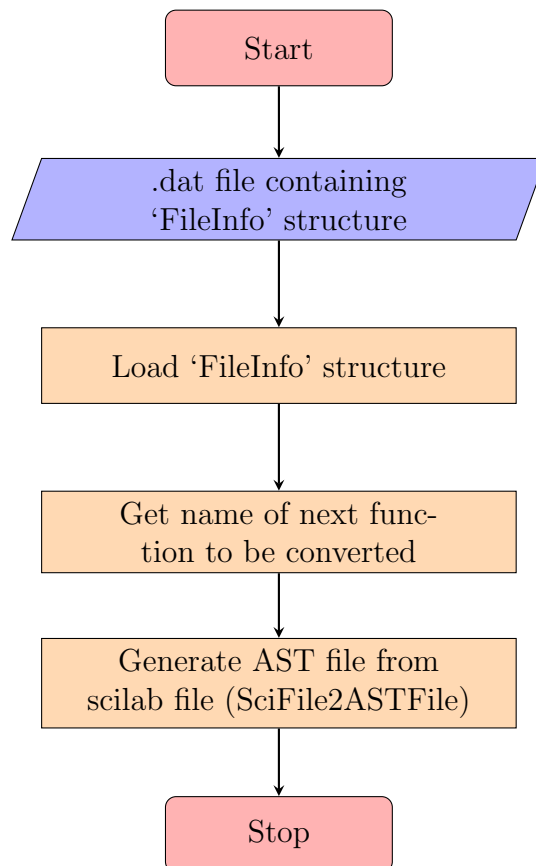 Start
.dat file containing
‘FileInfo’ structure
Load ‘FileInfo’ structure
Get name of next func-
tion to be converted
Generate AST file from
scilab file (SciFile2ASTFile)
Stop